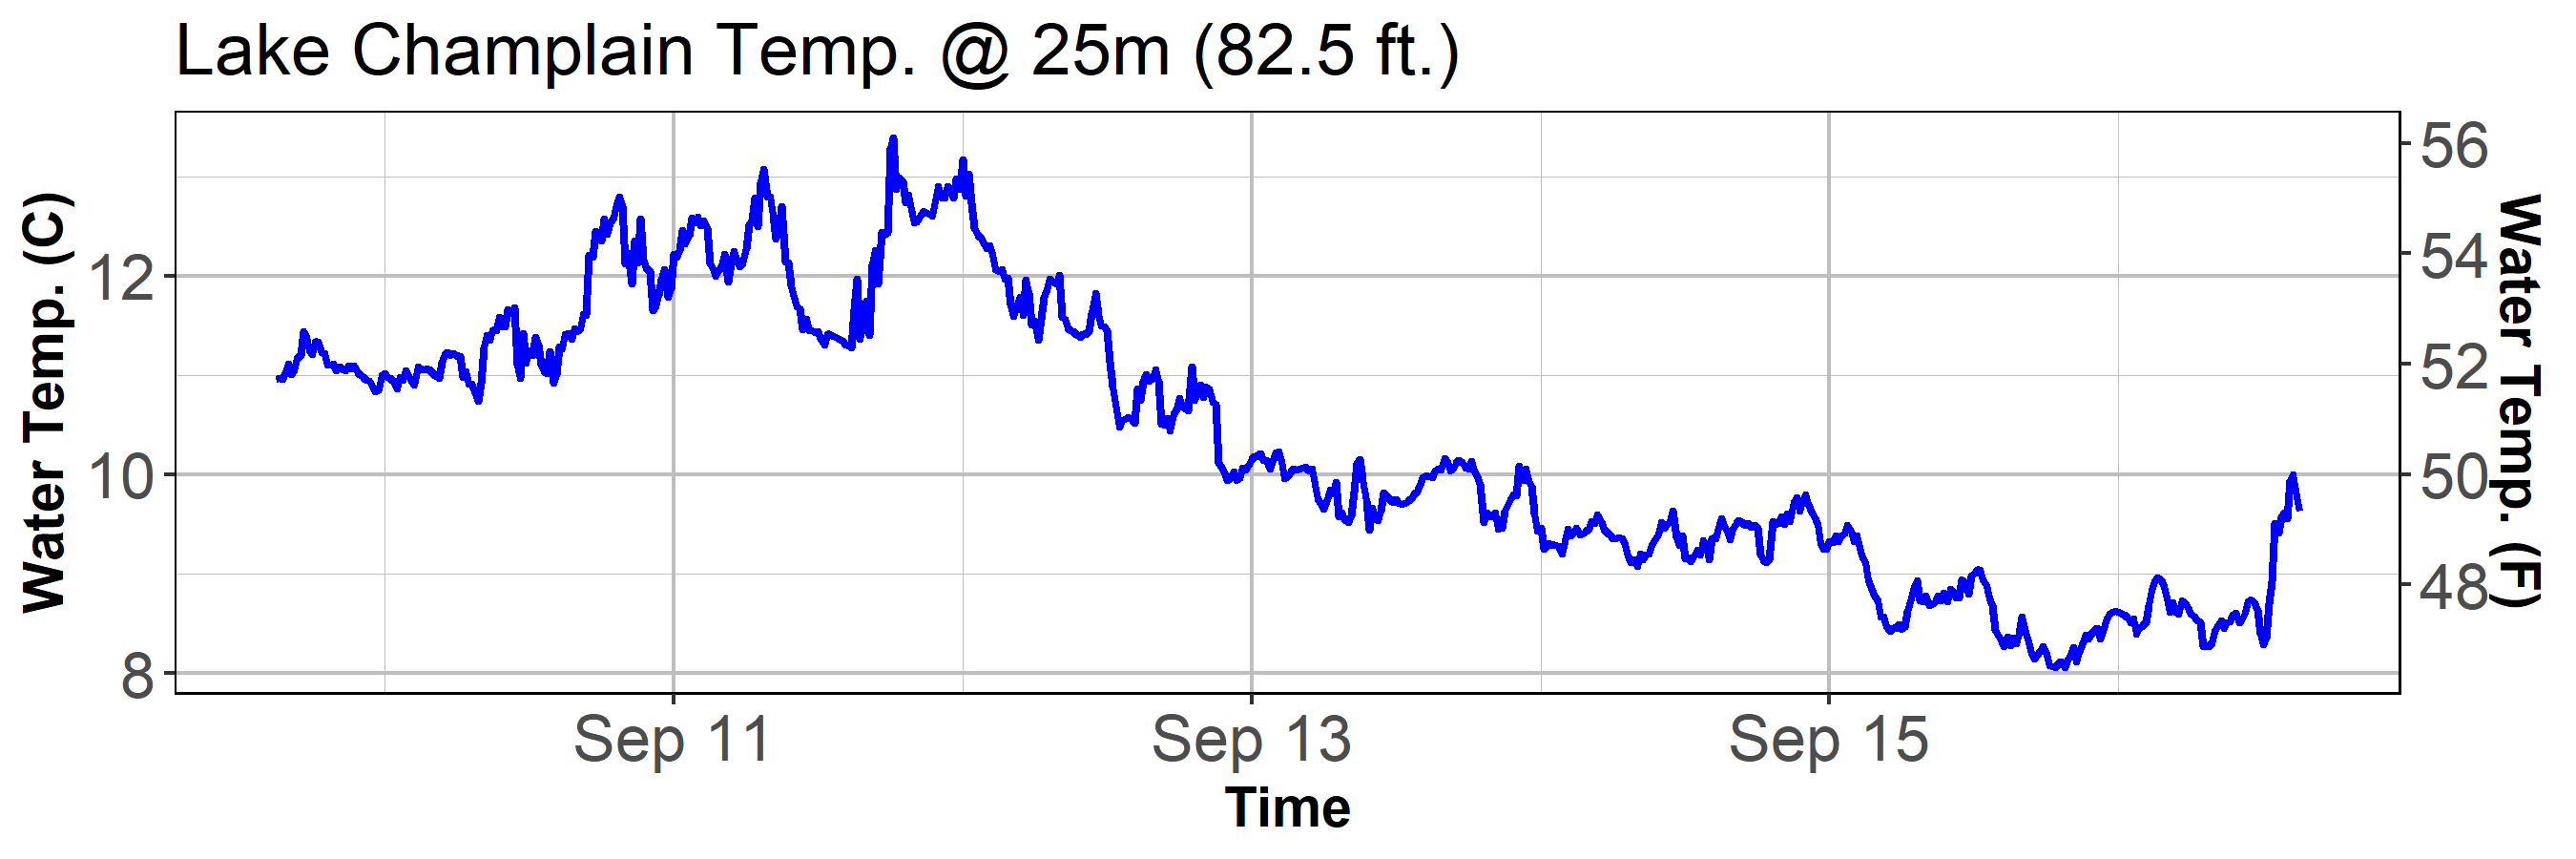 Lake Champlain Temp. @ 25m (82.5 ft.)
Water Temp. (C)
12
10
8
56
54
52
50
48
Water Temp. (F)
Sep 11
Sep 13
Sep 15
Time